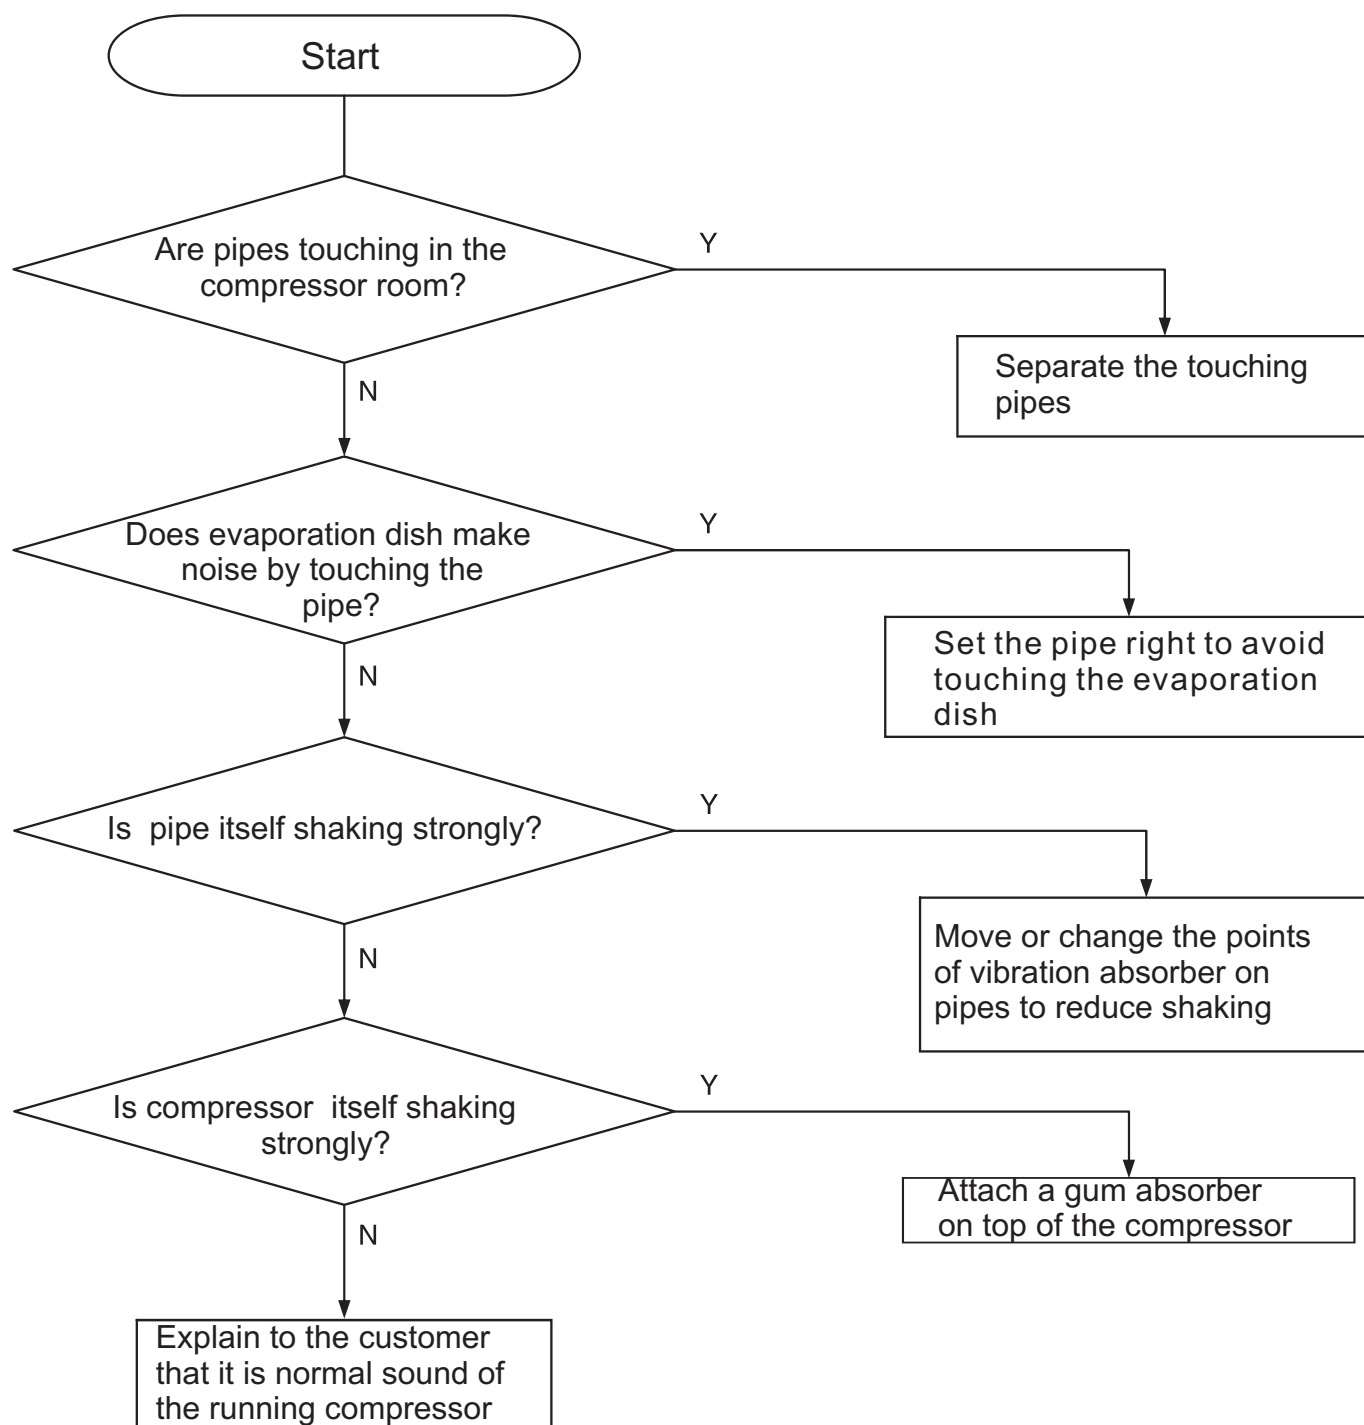 Start
Are pipes touching in the
compressor room?
Y
Separate the touching
pipes
N
Does evaporation dish make
noise by touching the
pipe?
Y
Set the pipe right to avoid
touching the evaporation
dish
N
Is pipe itself shaking strongly?
Y
Move or change the points
of vibration absorber on
pipes to reduce shaking
N
Is compressor itself shaking
strongly?
Y
Attach a gum absorber
on top of the compressor
N
Explain to the customer
that it is normal sound of
the running compressor